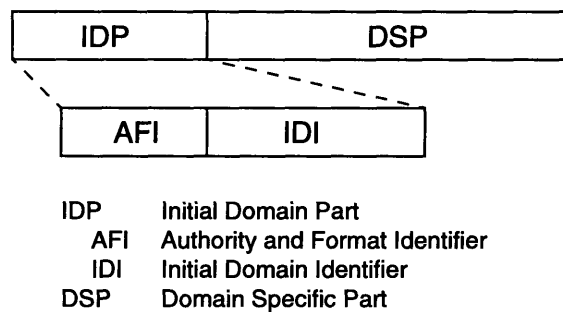 IDP DSP
AFI IDI
IDP Initial Domain Part
AFI Authority and Format Identifier
IDI Initial Domain Identifier
DSP Domain Specific Part